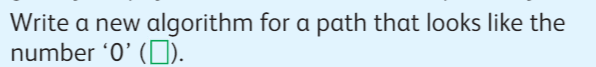 Write a new algorithm for a path that looks like the
number ‘0’ (▯).